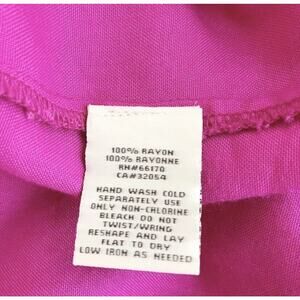 100% RAYON
100% RAYONNE
RN#66170
CA#32054
HAND WASH COLD
SEPARATELY USE
ONLY NON-CHLORINE
BLEACH DO NOT
TWIST/WRING
RESHAPE AND LAY
FLAT TO DRY
LOW IRON AS NEEDED